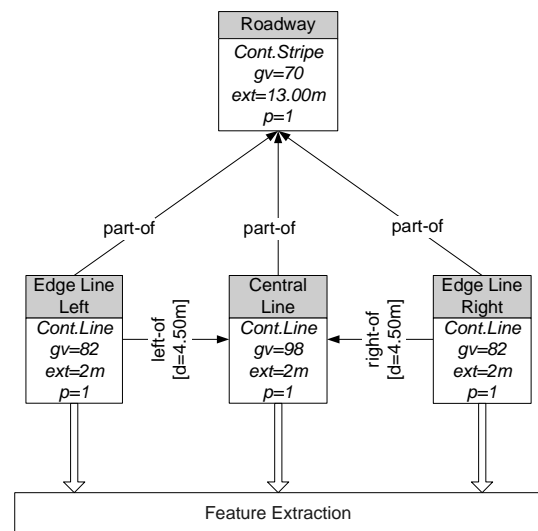 Roadway
Cont.Stripe
gv=70
ext=13.00m
p=1
part-of
part-of
part-of
Edge Line
Left
Cont.Line
gv=82
ext=2m
p=1
left-of
[d=4.50m]
Central
Line
Cont.Line
gv=98
ext=2m
p=1
right-of
[d=4.50m]
Edge Line
Right
Cont.Line
gv=82
ext=2m
p=1
Feature Extraction